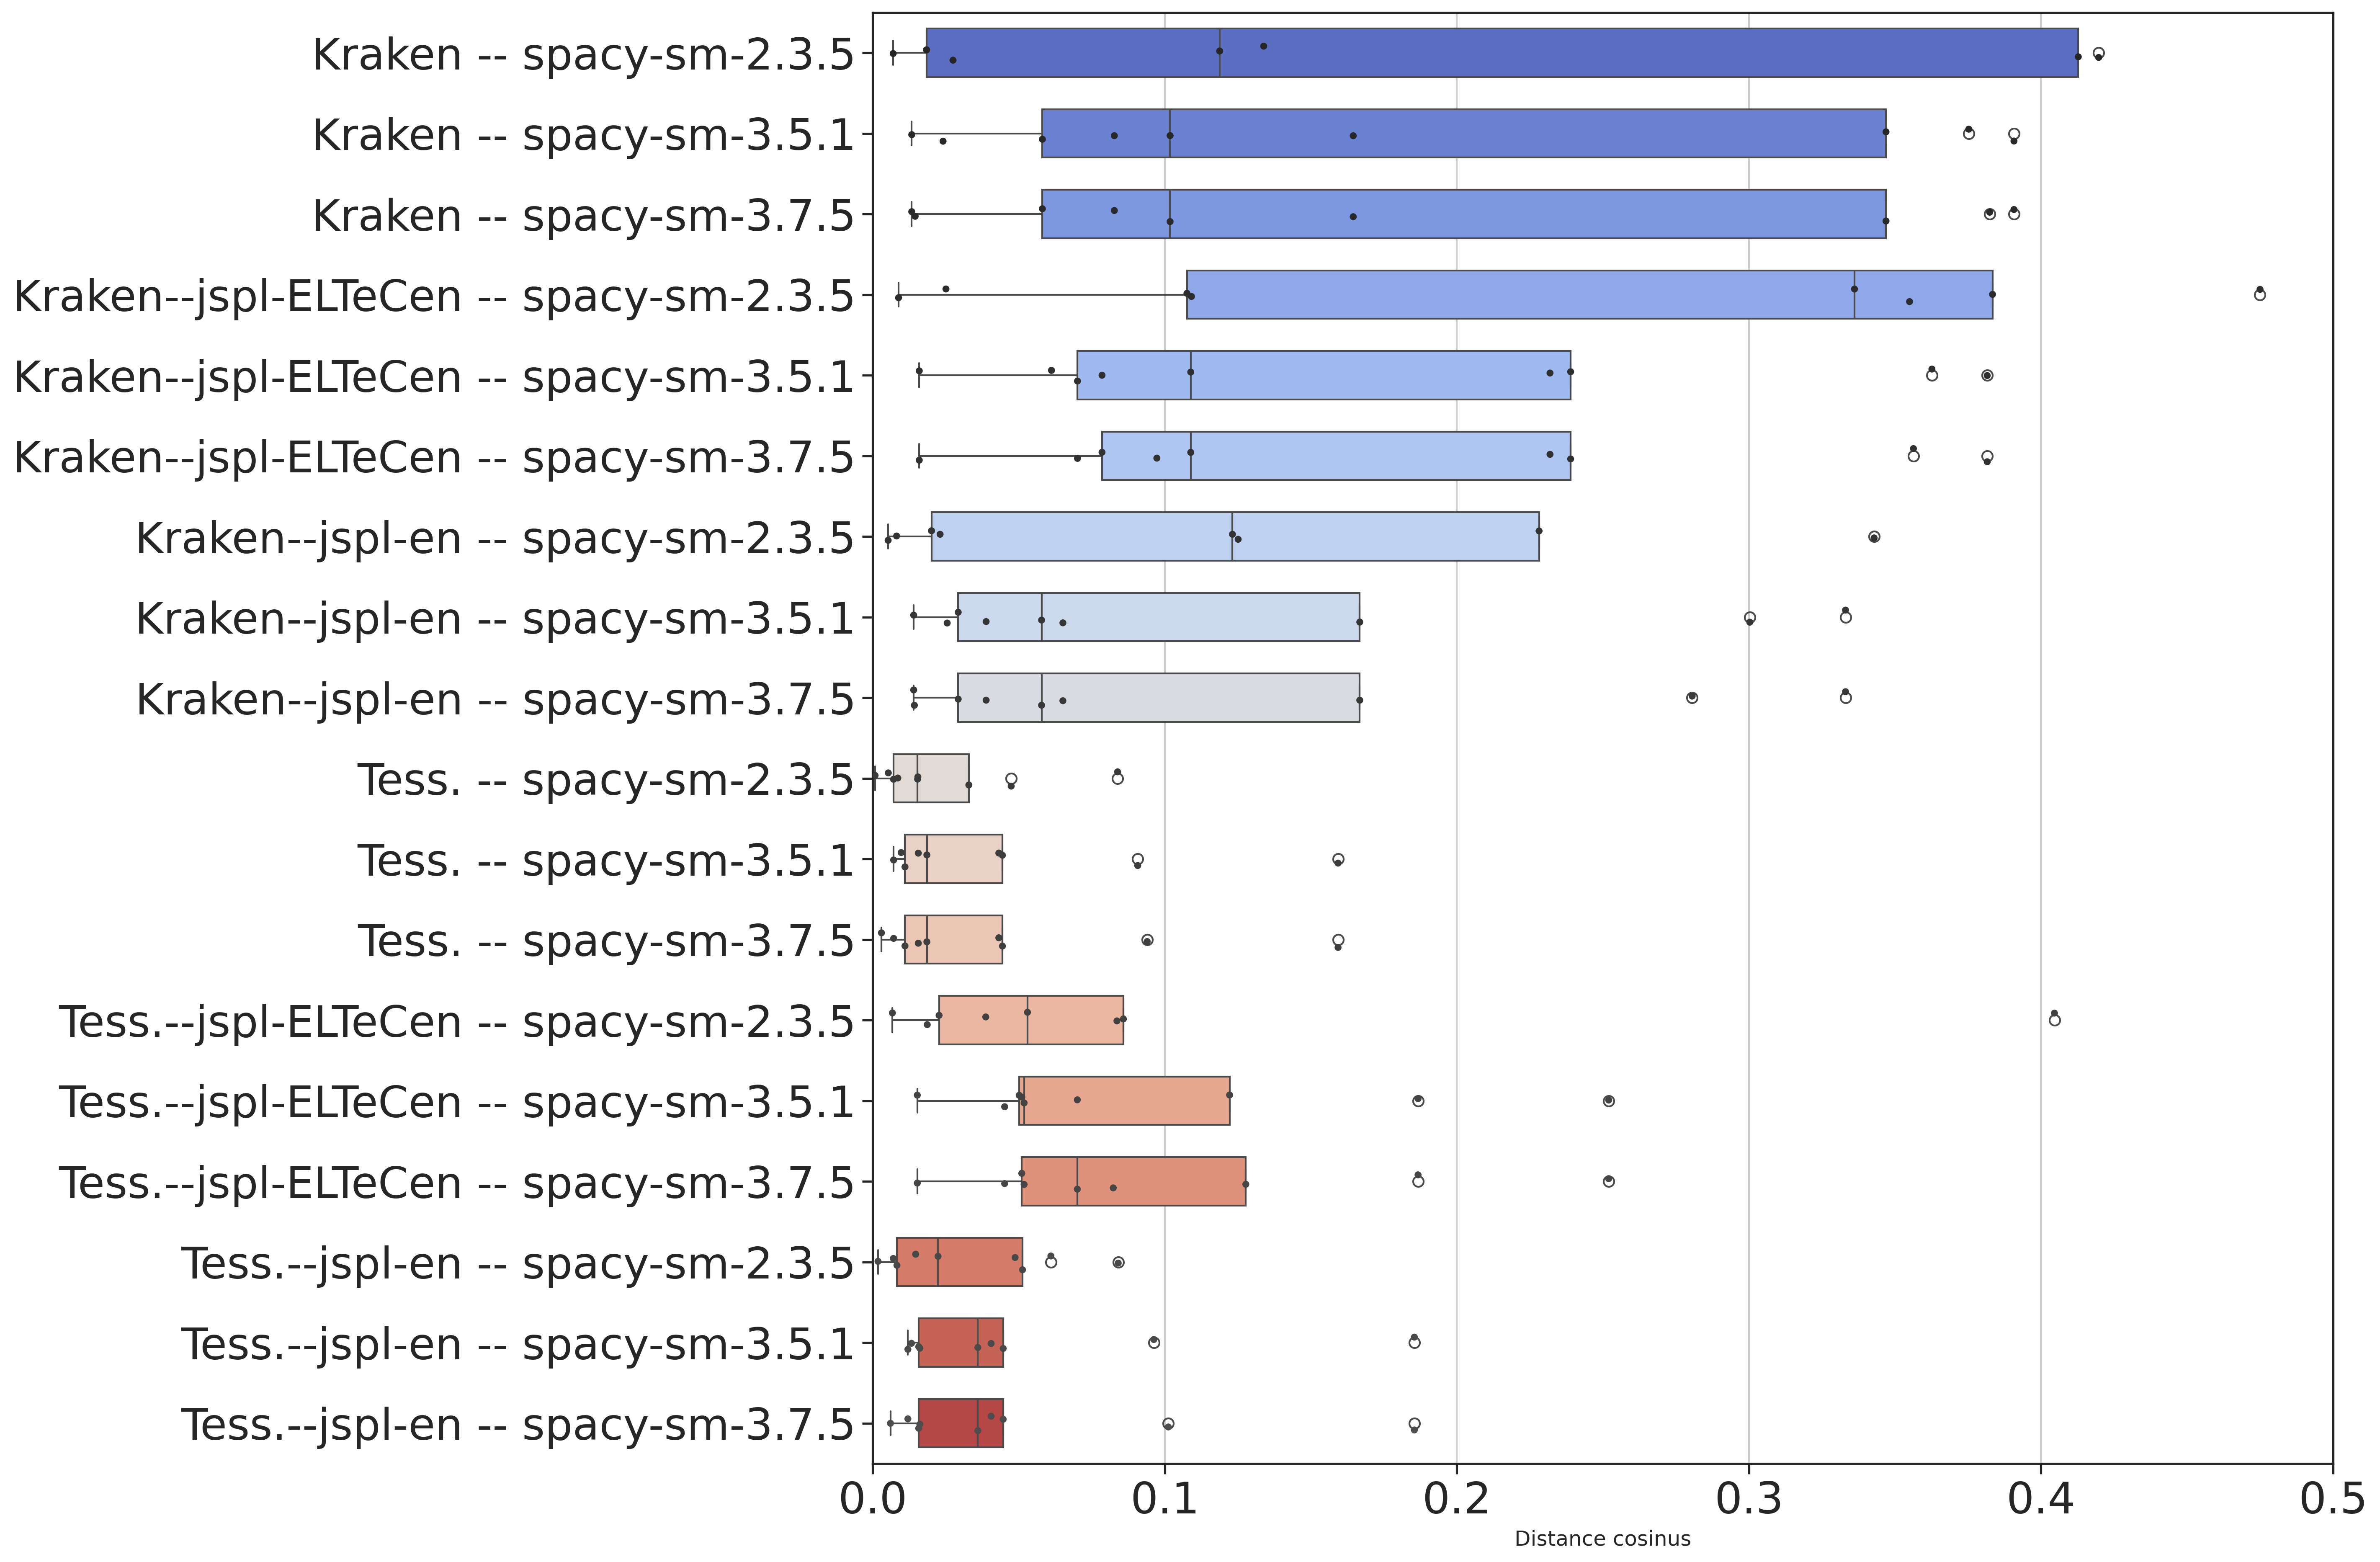 Kraken -- spacy-sm-2.3.5
Kraken -- spacy-sm-3.5.1
Kraken -- spacy-sm-3.7.5
Kraken--jspl-ELTeCen -- spacy-sm-2.3.5
Kraken--jspl-ELTeCen -- spacy-sm-3.5.1
Kraken--jspl-ELTeCen -- spacy-sm-3.7.5
Kraken--jspl-en -- spacy-sm-2.3.5
Kraken--jspl-en -- spacy-sm-3.5.1
Kraken--jspl-en -- spacy-sm-3.7.5
Tess. -- spacy-sm-2.3.5
Tess. -- spacy-sm-3.5.1
Tess. -- spacy-sm-3.7.5
Tess.--jspl-ELTeCen -- spacy-sm-2.3.5
Tess.--jspl-ELTeCen -- spacy-sm-3.5.1
Tess.--jspl-ELTeCen -- spacy-sm-3.7.5
Tess.--jspl-en -- spacy-sm-2.3.5
Tess.--jspl-en -- spacy-sm-3.5.1
Tess.--jspl-en -- spacy-sm-3.7.5
0.0 0.1 0.2 0.3 0.4 0.5
Distance cosinus